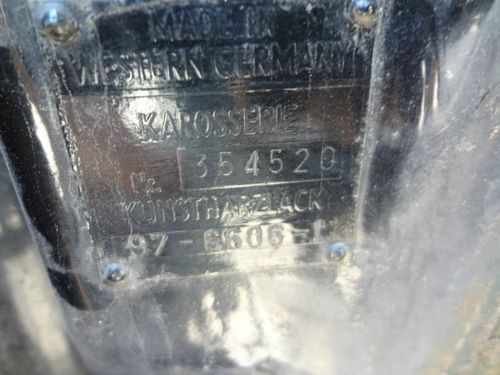 MADE IN
WESTERN GERMANY
KAROSSERIE
Nr. 354520
KUNSTHARZLACK